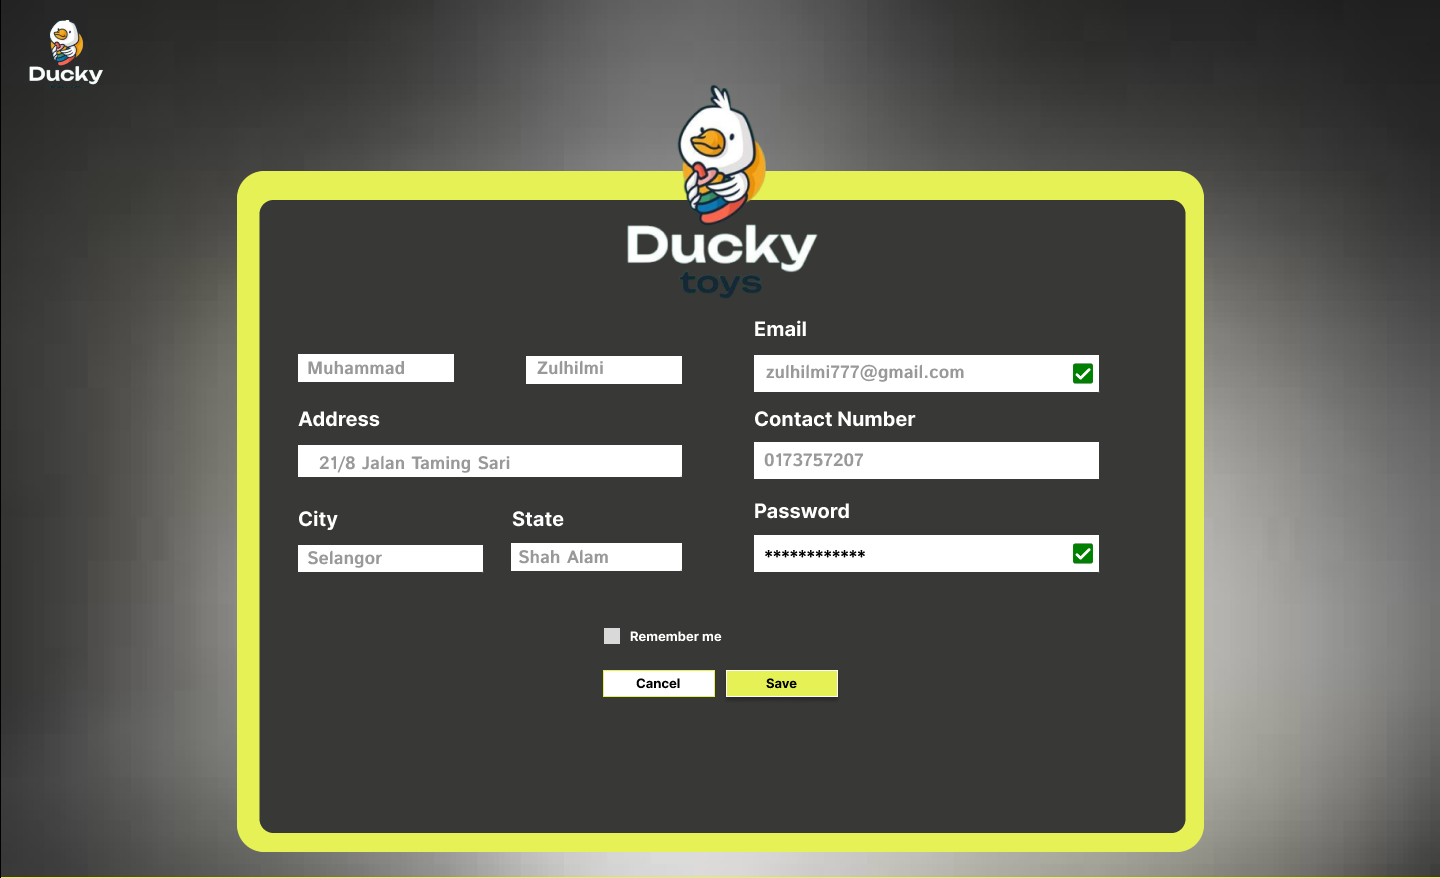 Ducky
Ducky
toys
Muhammad
Zulhilmi
Address
21/8 Jalan Taming Sari
City
State
Selangor
Shah Alam
Email
zulhilmi777@gmail.com
Contact Number
0173757207
Password
************
Remember me
Cancel
Save